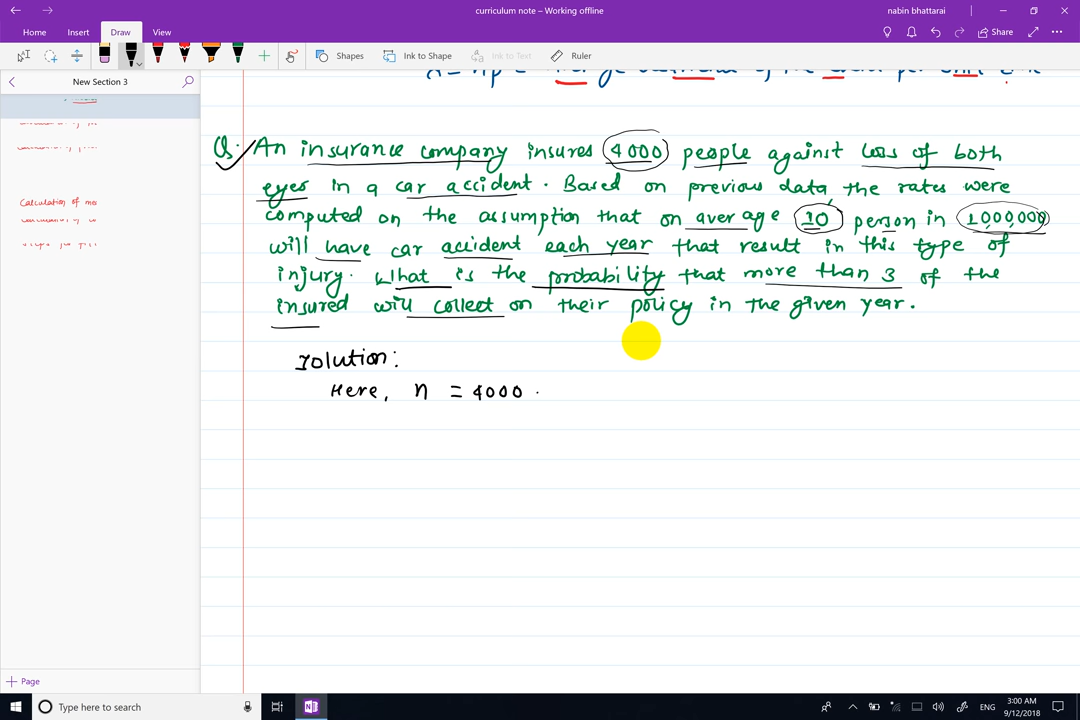 curriculum note – Working offline
nabin bhattarai
Home Insert Draw View
Share
Shapes Ink to Shape Ink to Text Ruler
New Section 3
λ = np =
Q. An insurance company insures 4000 people against loss of both
eyes in a car accident. Based on previous data the rates were
computed on the assumption that on average 10 person in 1,000,000
will have car accident each year that result in this type of
injury. What is the probability that more than 3 of the
insured will collect on their policy in the given year.
Solution:
Here, n = 4000.
Calculation of
+ Page
Type here to search
ENG
3:00 AM
9/12/2018